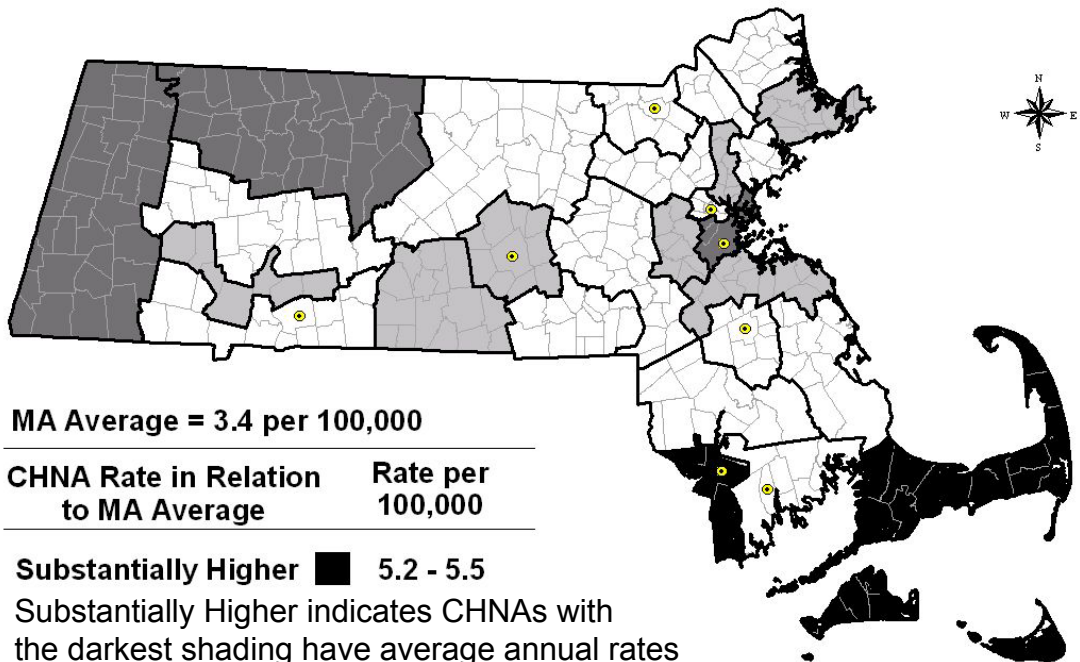 N
W E
S
MA Average = 3.4 per 100,000
CHNA Rate in Relation
to MA Average
Rate per
100,000
Substantially Higher 5.2 - 5.5
Substantially Higher indicates CHNAs with
the darkest shading have average annual rates